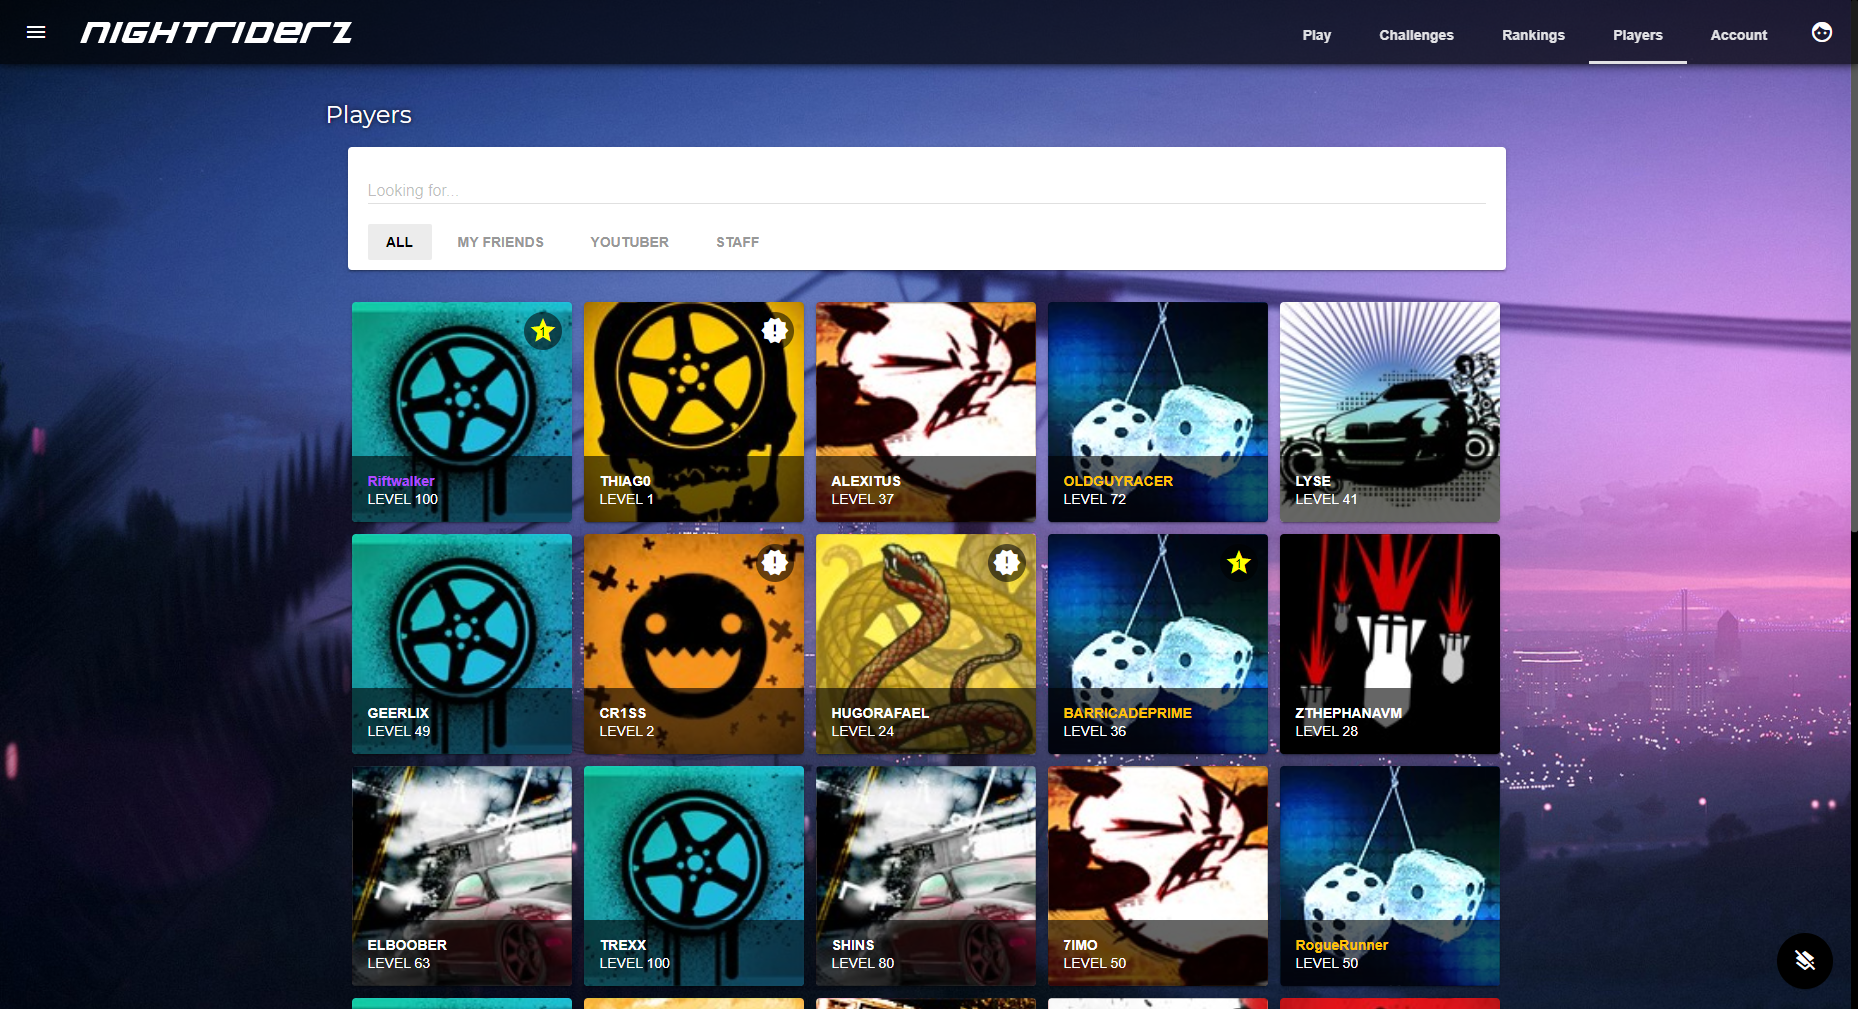 NIGHTRIDERZ
Play
Challenges
Rankings
Players
Account
Players
Looking for...
ALL
MY FRIENDS
YOUTUBER
STAFF
1
Riftwalker
LEVEL 100
!
THIAG0
LEVEL 1
ALEXITUS
LEVEL 37
OLDGUYRACER
LEVEL 72
LYSE
LEVEL 41
GEERLIX
LEVEL 49
!
CR1SS
LEVEL 2
!
HUGORAFAEL
LEVEL 24
1
BARRICADEPRIME
LEVEL 36
ZTHEPHANAVM
LEVEL 28
ELBOOBER
LEVEL 63
TREXX
LEVEL 100
SHINS
LEVEL 80
7IMO
LEVEL 50
RogueRunner
LEVEL 50